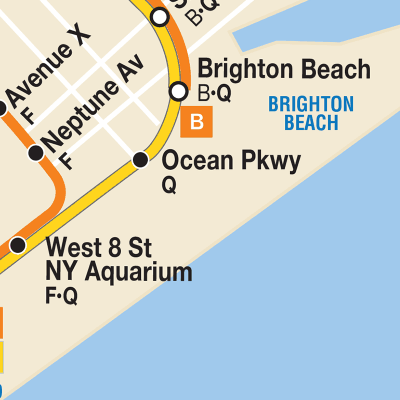 B•Q
Avenue X
F
Neptune Av
F
Brighton Beach
B•Q
B
BRIGHTON
BEACH
Ocean Pkwy
Q
West 8 St
NY Aquarium
F•Q